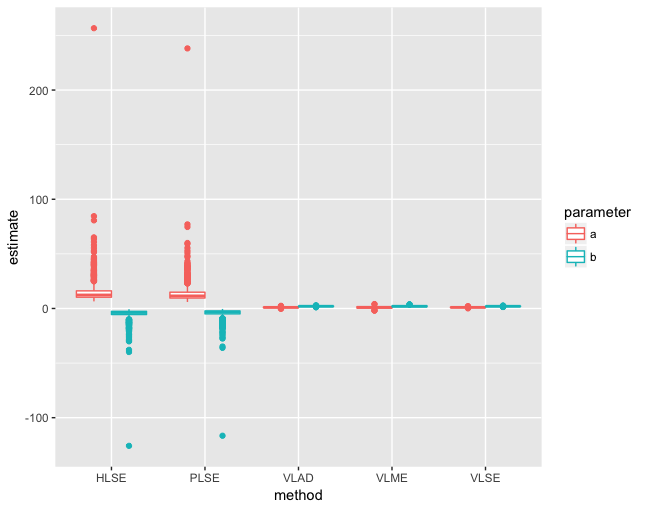 200
100
0
-100
estimate
HLSE PLSE VLAD VLME VLSE
method
parameter
a
b